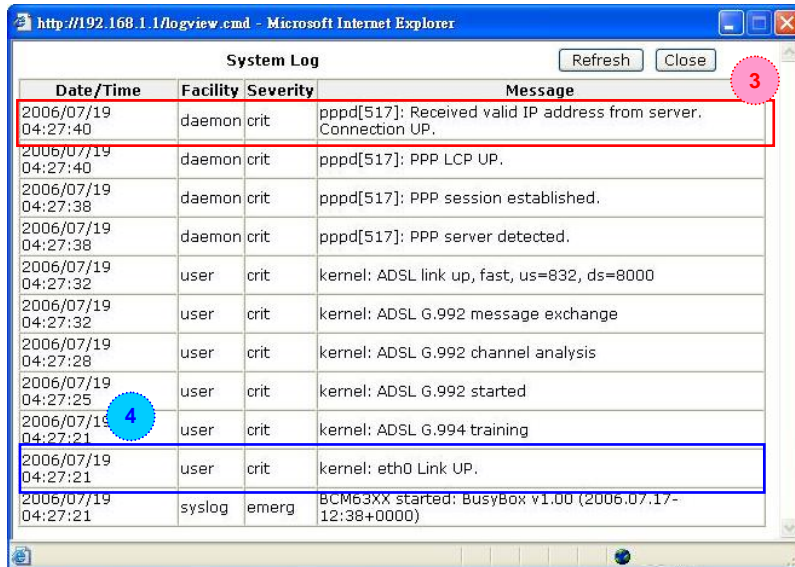 http://192.168.1.1/logview.cmd - Microsoft Internet Explorer
System Log
Refresh
Close
3
Date/Time Facility Severity Message
2006/07/19 04:27:40 daemon crit pppd[517]: Received valid IP address from server. Connection UP.
2006/07/19 04:27:40 daemon crit pppd[517]: PPP LCP UP.
2006/07/19 04:27:38 daemon crit pppd[517]: PPP session established.
2006/07/19 04:27:38 daemon crit pppd[517]: PPP server detected.
2006/07/19 04:27:32 user crit kernel: ADSL link up, fast, us=832, ds=8000
2006/07/19 04:27:32 user crit kernel: ADSL G.992 message exchange
2006/07/19 04:27:28 user crit kernel: ADSL G.992 channel analysis
2006/07/19 04:27:25 user crit kernel: ADSL G.992 started
4
2006/07/19 04:27:21 user crit kernel: ADSL G.994 training
2006/07/19 04:27:21 user crit kernel: eth0 Link UP.
2006/07/19 04:27:21 syslog emerg BCM63XX started: BusyBox v1.00 (2006.07.17-12:38+0000)